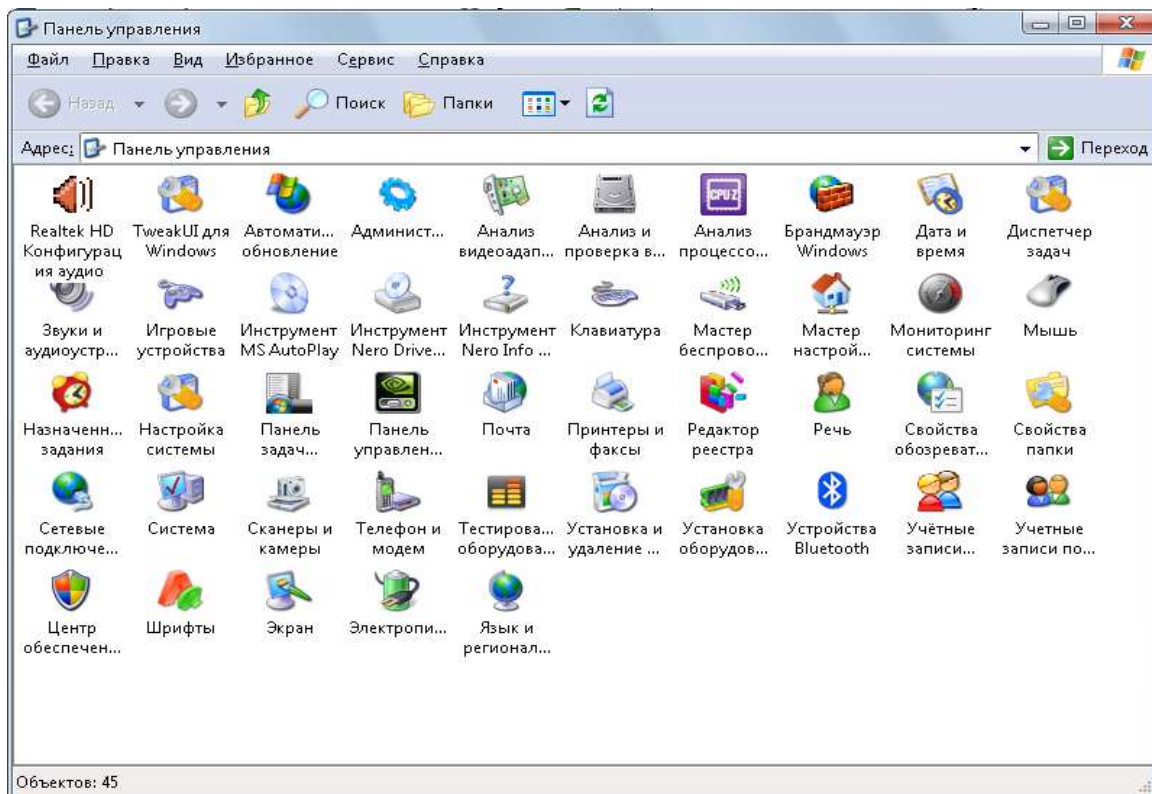 Панель управления
Файл Правка Вид Избранное Сервис Справка
Назад Поиск Папки
Адрес: Панель управления Переход
Realtek HD TweakUI для Автомати... Админист... Анализ Анализ и Анализ Брандмауэр Дата и Диспетчер
Конфигурац Windows обновление видеоадап... проверка в... процессо... Windows время задач
ия аудио
CPU Z
Звуки и Игровые Инструмент Инструмент Инструмент Клавиатура Мастер Мастер Мониторинг Мышь
аудиоустр... устройства MS AutoPlay Nero Drive... Nero Info ... беспрово... настрой... системы
Назначенн... Настройка Панель Панель Почта Принтеры и Редактор Речь Свойства Свойства
задания системы задач... управлен... факсы реестра обозреват... папки
Сетевые Система Сканеры и Телефон и Тестирова... Установка и Установка Устройства Учётные Учетные
подключе... камеры модем оборудова... удаление ... оборудов... Bluetooth записи... записи по...
Центр Шрифты Экран Электропи... Язык и
обеспечен... регионал...
Объектов: 45